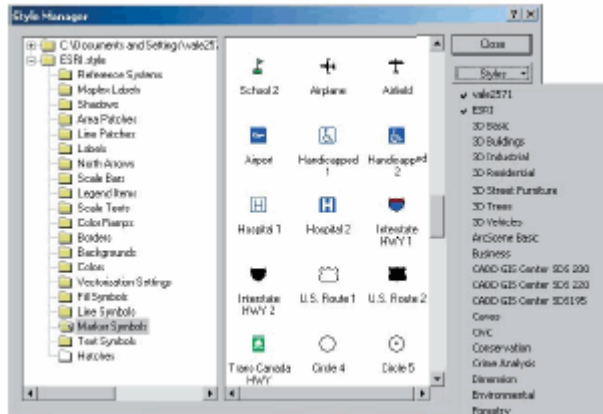 Style Manager
C:\Documents and Settings\vale257
ESRI.style
Reference Systems
Maplex Labels
Shadows
Area Patches
Line Patches
Labels
North Arrows
Scale Bars
Legend Items
Scale Texts
Color Ramps
Borders
Backgrounds
Colors
Vectorization Settings
Fill Symbols
Line Symbols
Marker Symbols
Text Symbols
Hatches
School 2
Airplane
Airfield
Airport
Handicapped 1
Handicapped 2
Hospital 1
Hospital 2
Interstate HWY 1
Interstate HWY 2
U.S. Route 1
U.S. Route 2
Trans Canada HWY
Circle 4
Circle 5
Close
Styles
vale2571
ESRI
3D Basic
3D Buildings
3D Industrial
3D Residential
3D Street Furniture
3D Trees
3D Vehicles
ArcScene Basic
Business
CADD GIS Center SDS 200
CADD GIS Center SDS 220
CADD GIS Center SDS195
Caves
Civic
Conservation
Crime Analysis
Dimension
Environmental
Forestry